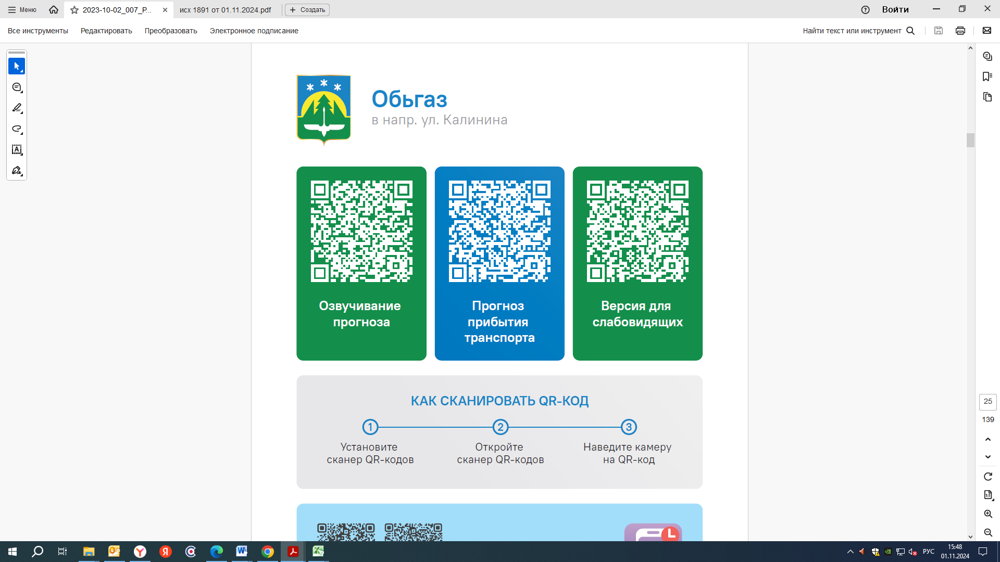 Меню
2023-10-02_007_P...
исх 1891 от 01.11.2024.pdf
Создать
Войти
Все инструменты
Редактировать
Преобразовать
Электронное подписание
Найти текст или инструмент
Обьгаз
в напр. ул. Калинина
Озвучивание
прогноза
Прогноз
прибытия
транспорта
Версия для
слабовидящих
КАК СКАНИРОВАТЬ QR-КОД
1
2
3
Установите
сканер QR-кодов
Откройте
сканер QR-кодов
Наведите камеру
на QR-код
25
139
РУС
15:48
01.11.2024